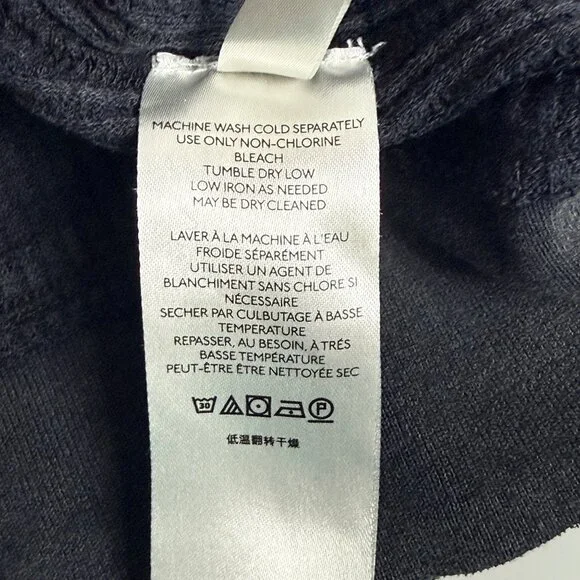 MACHINE WASH COLD SEPARATELY
USE ONLY NON-CHLORINE
BLEACH
TUMBLE DRY LOW
LOW IRON AS NEEDED
MAY BE DRY CLEANED
LAVER À LA MACHINE À L'EAU
FROIDE SÉPARÉMENT
UTILISER UN AGENT DE
BLANCHIMENT SANS CHLORE SI
NÉCESSAIRE
SECHER PAR CULBUTAGE À BASSE
TEMPERATURE
REPASSER, AU BESOIN, À TRÉS
BASSE TEMPÉRATURE
PEUT-ÊTRE ÊTRE NETTOYÉE SEC
30 P
低温翻转干燥